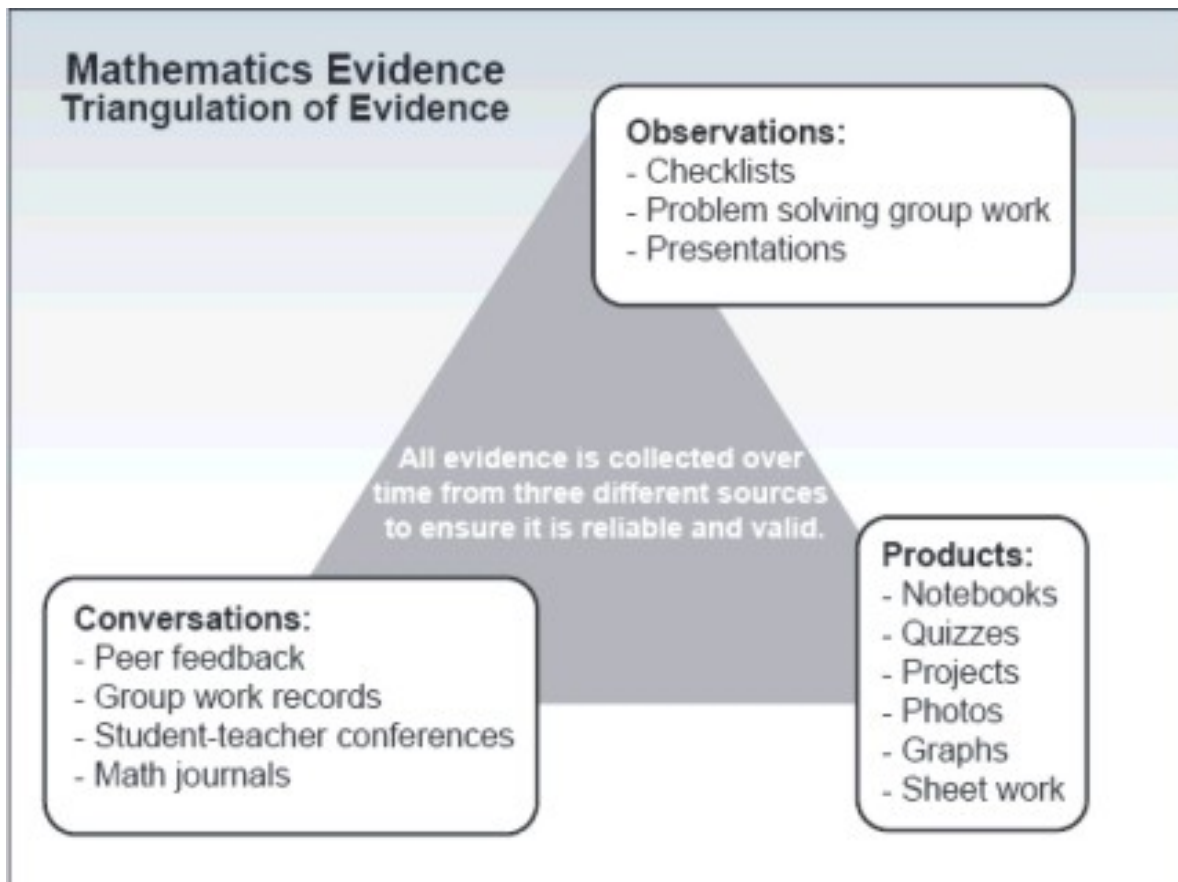 Mathematics Evidence
Triangulation of Evidence
Observations:
- Checklists
- Problem solving group work
- Presentations
All evidence is collected over
time from three different sources
to ensure it is reliable and valid.
Conversations:
- Peer feedback
- Group work records
- Student-teacher conferences
- Math journals
Products:
- Notebooks
- Quizzes
- Projects
- Photos
- Graphs
- Sheet work